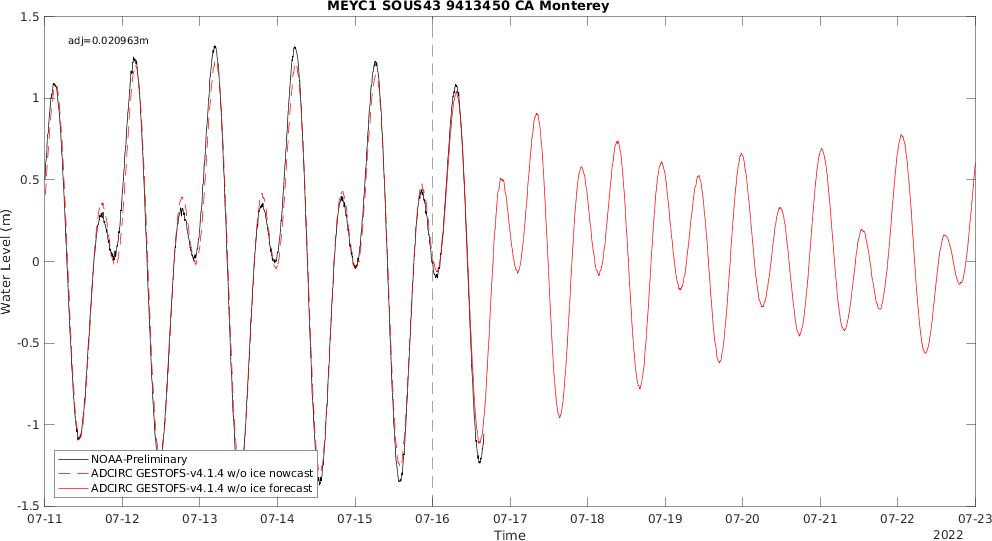 MEYC1 SOUS43 9413450 CA Monterey
adj=0.020963m
Water Level (m)
1.5
1
0.5
0
-0.5
-1
-1.5
NOAA-Preliminary
ADCIRC GESTOFS-v4.1.4 w/o ice nowcast
ADCIRC GESTOFS-v4.1.4 w/o ice forecast
07-11 07-12 07-13 07-14 07-15 07-16 07-17 07-18 07-19 07-20 07-21 07-22 07-23
Time
2022